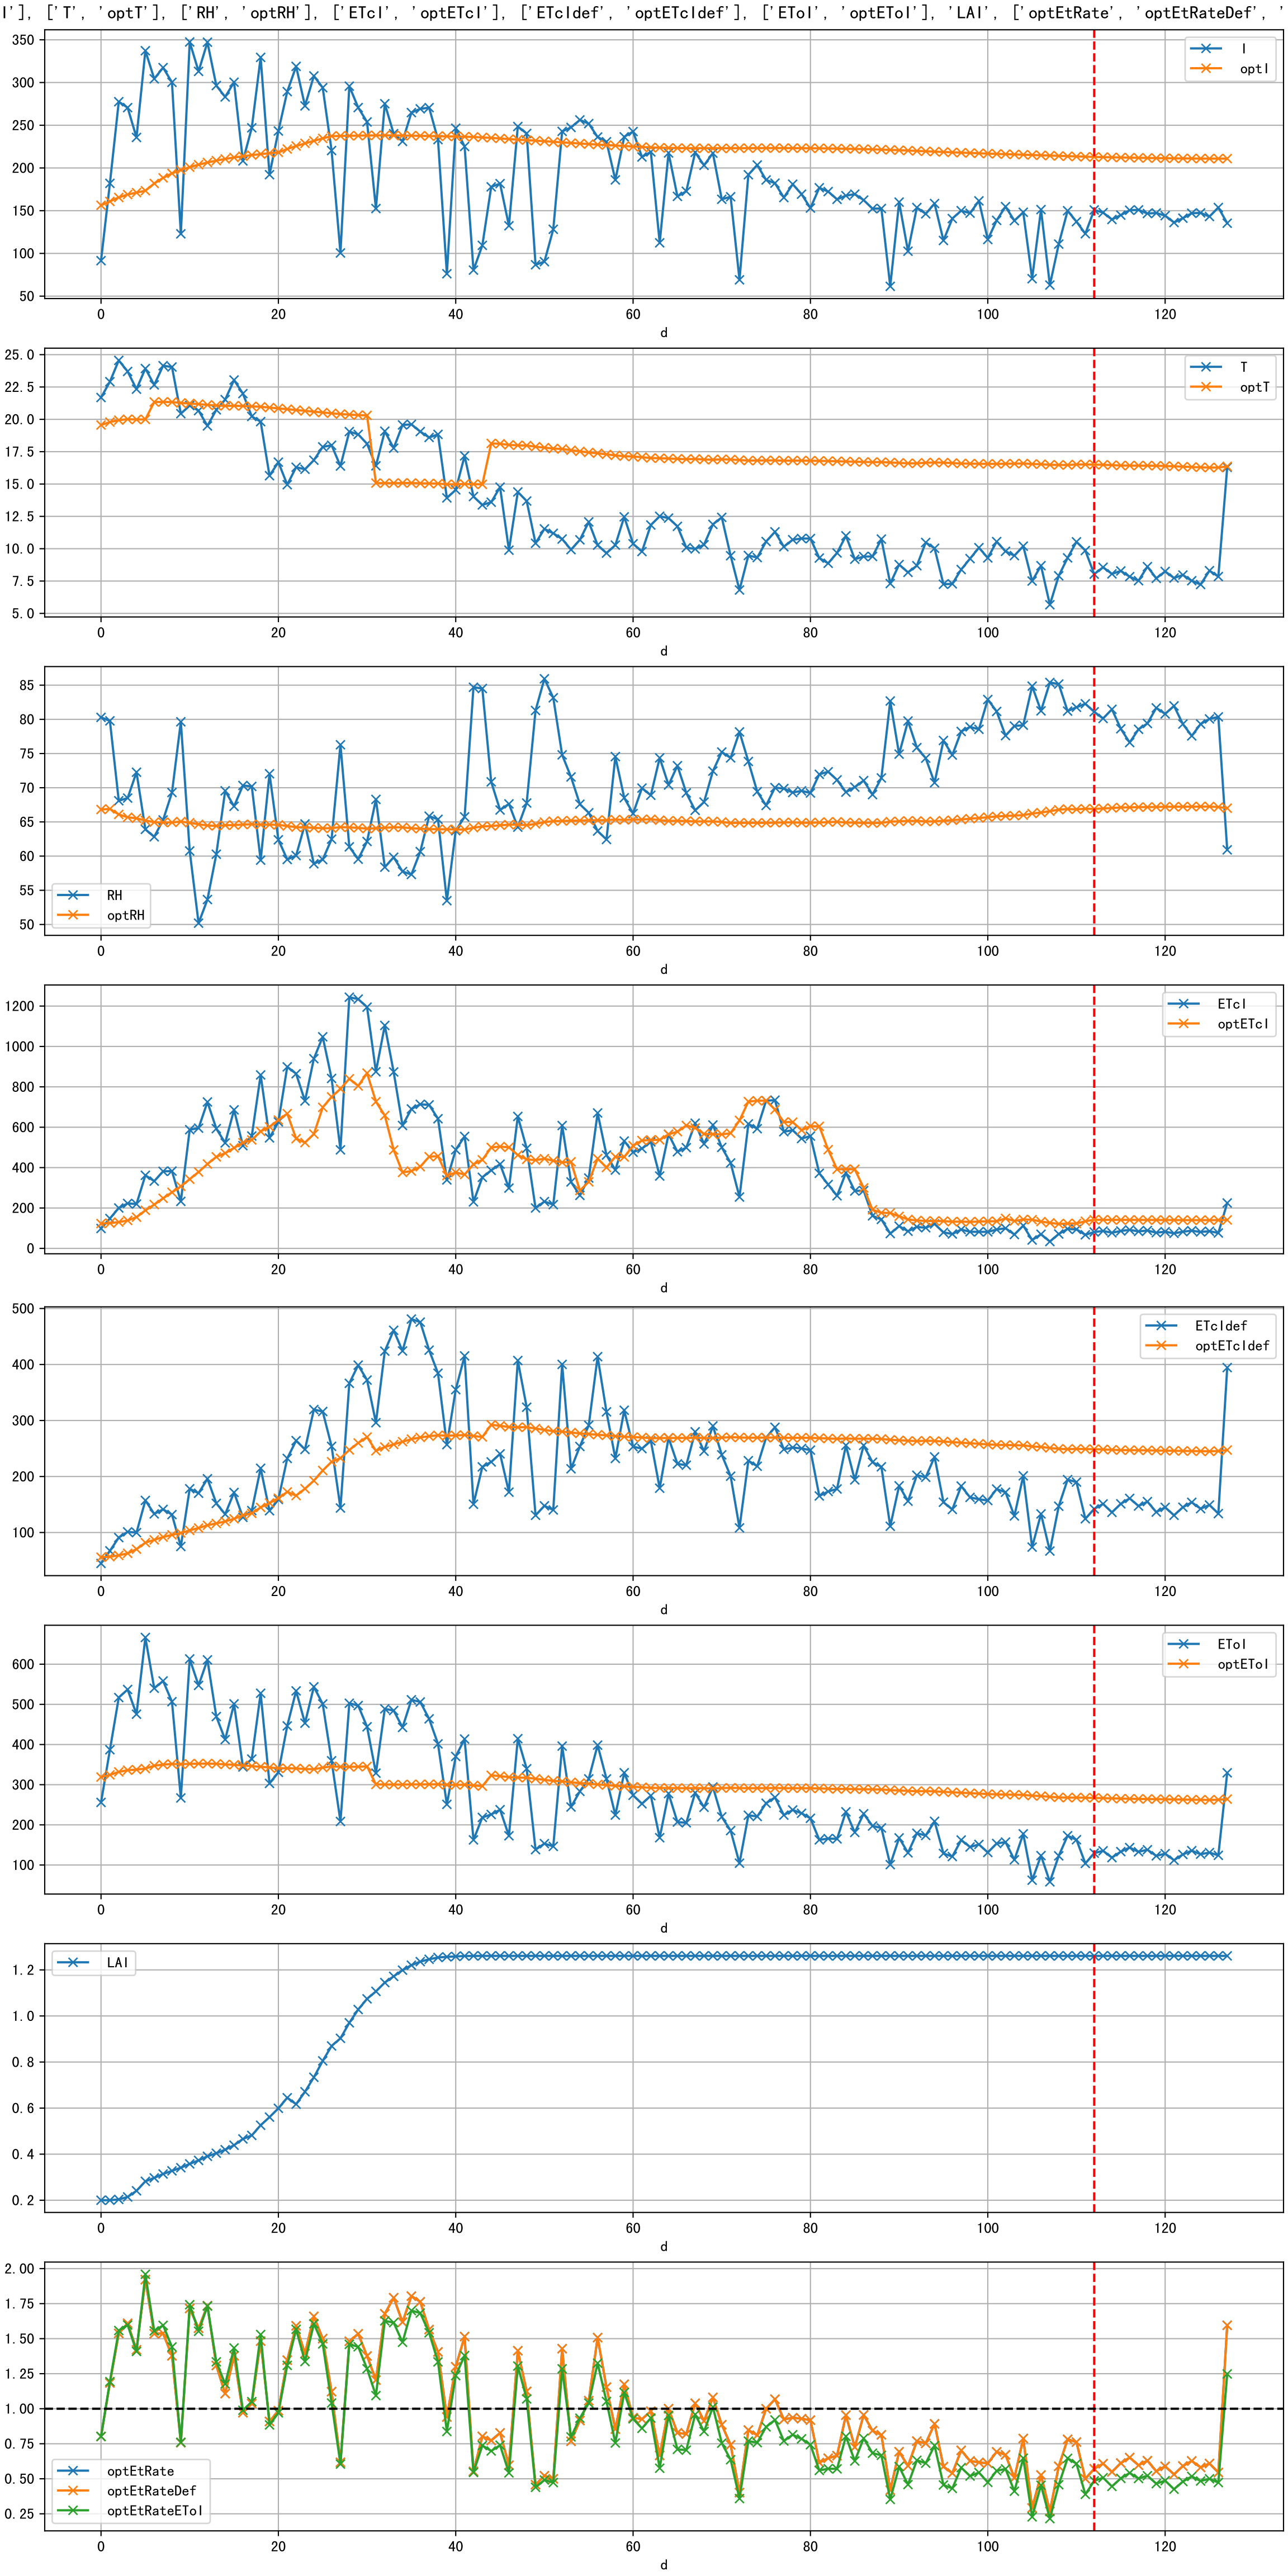 I'], ['T', 'optT'], ['RH', 'optRH'], ['ETcI', 'optETcI'], ['ETcIdef', 'optETcIdef'], ['EToI', 'optEToI'], 'LAI', ['optEtRate', 'optEtRateDef', '
350
300
250
200
150
100
50
I
optI
0 20 40 60 80 100 120
d
25.0
22.5
20.0
17.5
15.0
12.5
10.0
7.5
5.0
T
optT
0 20 40 60 80 100 120
d
85
80
75
70
65
60
55
50
RH
optRH
0 20 40 60 80 100 120
d
1200
1000
800
600
400
200
0
ETcI
optETcI
0 20 40 60 80 100 120
d
500
400
300
200
100
ETcIdef
optETcIdef
0 20 40 60 80 100 120
d
600
500
400
300
200
100
EToI
optEToI
0 20 40 60 80 100 120
d
1.2
1.0
0.8
0.6
0.4
0.2
LAI
0 20 40 60 80 100 120
d
2.00
1.75
1.50
1.25
1.00
0.75
0.50
0.25
optEtRate
optEtRateDef
optEtRateEToI
0 20 40 60 80 100 120
d